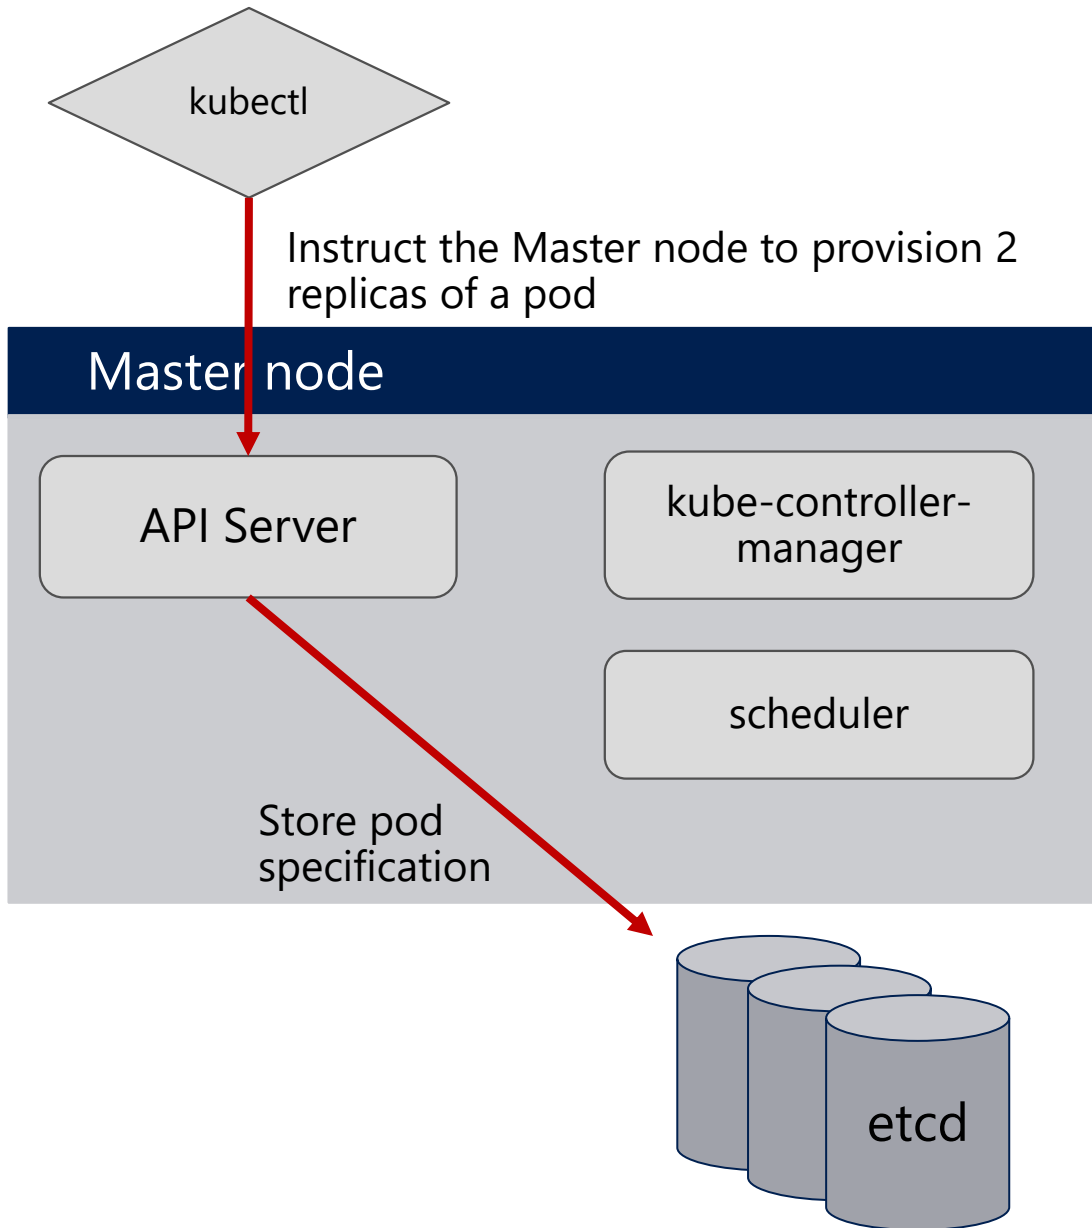 kubectl
Instruct the Master node to provision 2
replicas of a pod
Master node
API Server
kube-controller-
manager
scheduler
Store pod
specification
etcd